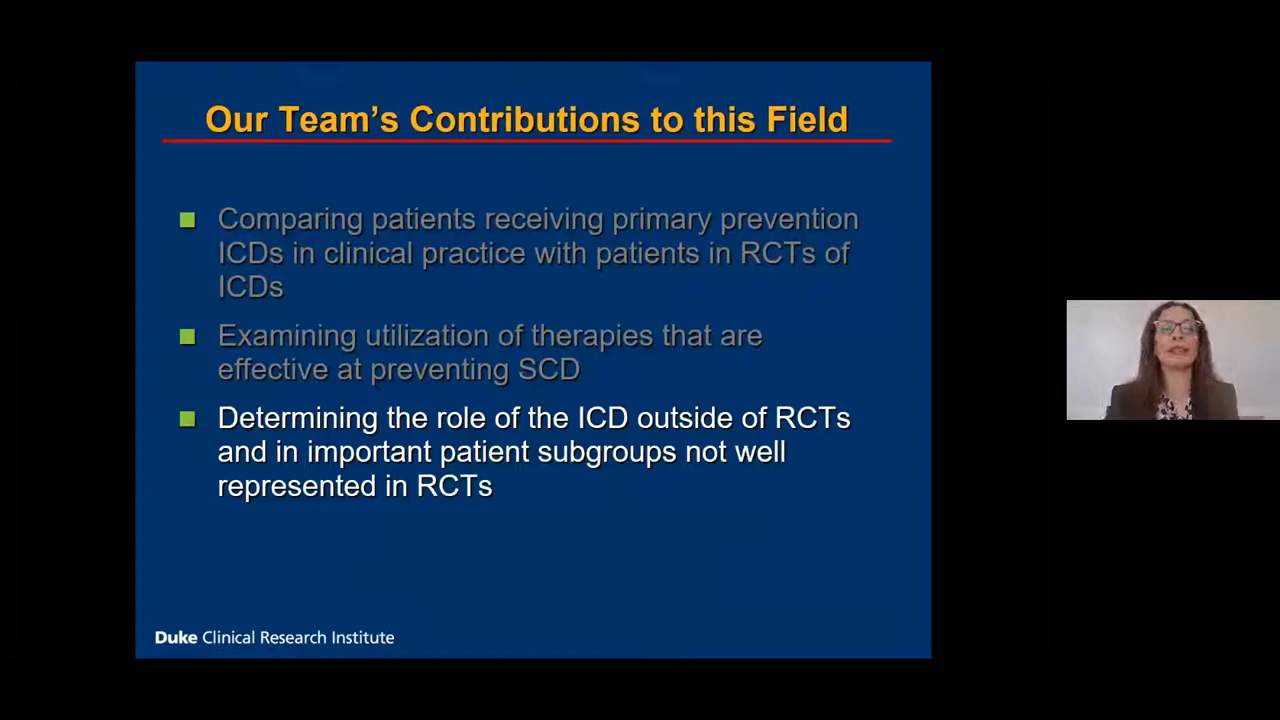 Our Team’s Contributions to this Field
Comparing patients receiving primary prevention
ICDs in clinical practice with patients in RCTs of
ICDs
Examining utilization of therapies that are
effective at preventing SCD
Determining the role of the ICD outside of RCTs
and in important patient subgroups not well
represented in RCTs
Duke Clinical Research Institute